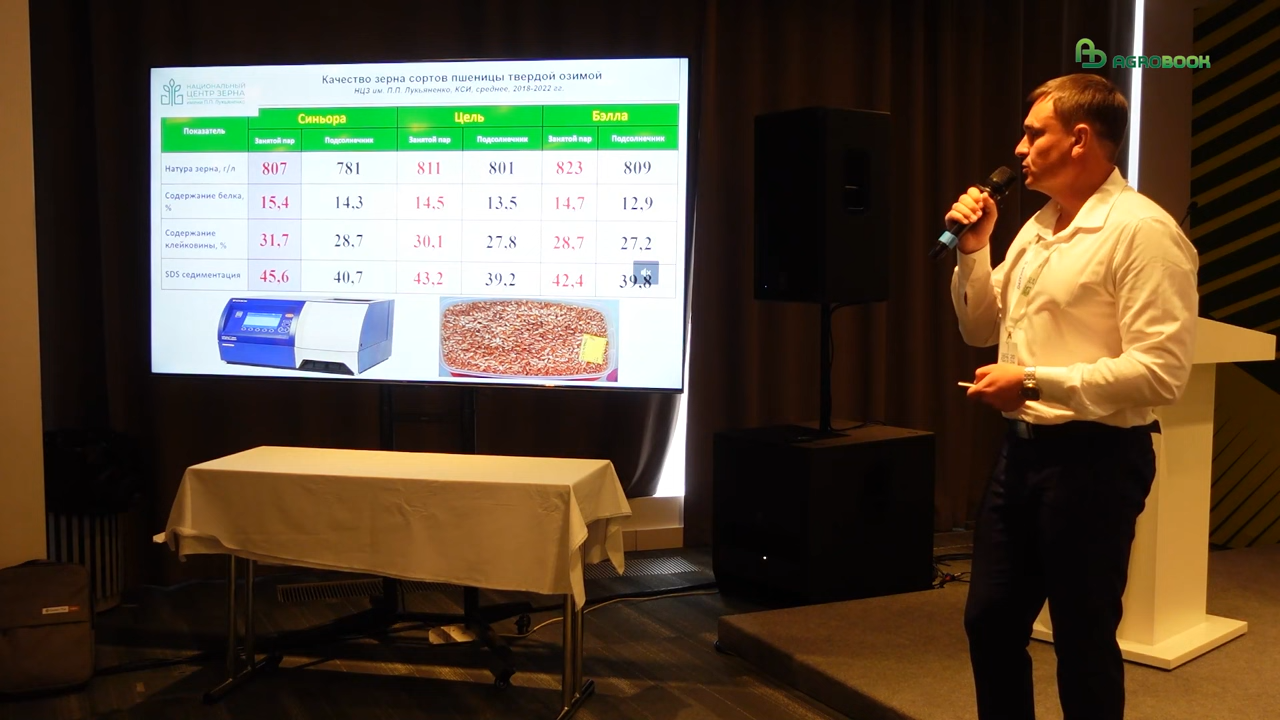 AGROBOOK
Качество зерна сортов пшеницы твердой озимой
НЦЗ им. П.П. Лукьяненко, КСИ, среднее, 2018-2022 гг.
НАЦИОНАЛЬНЫЙ
ЦЕНТР ЗЕРНА
имени П.П. Лукьяненко
Показатель Синьора Цель Бэлла
Занятой пар Подсолнечник Занятой пар Подсолнечник Занятой пар Подсолнечник
Натура зерна, г/л 807 781 811 801 823 809
Содержание белка, % 15,4 14,3 14,5 13,5 14,7 12,9
Содержание клейковины, % 31,7 28,7 30,1 27,8 28,7 27,2
SDS седиментация 45,6 40,7 43,2 39,2 42,4 39,8